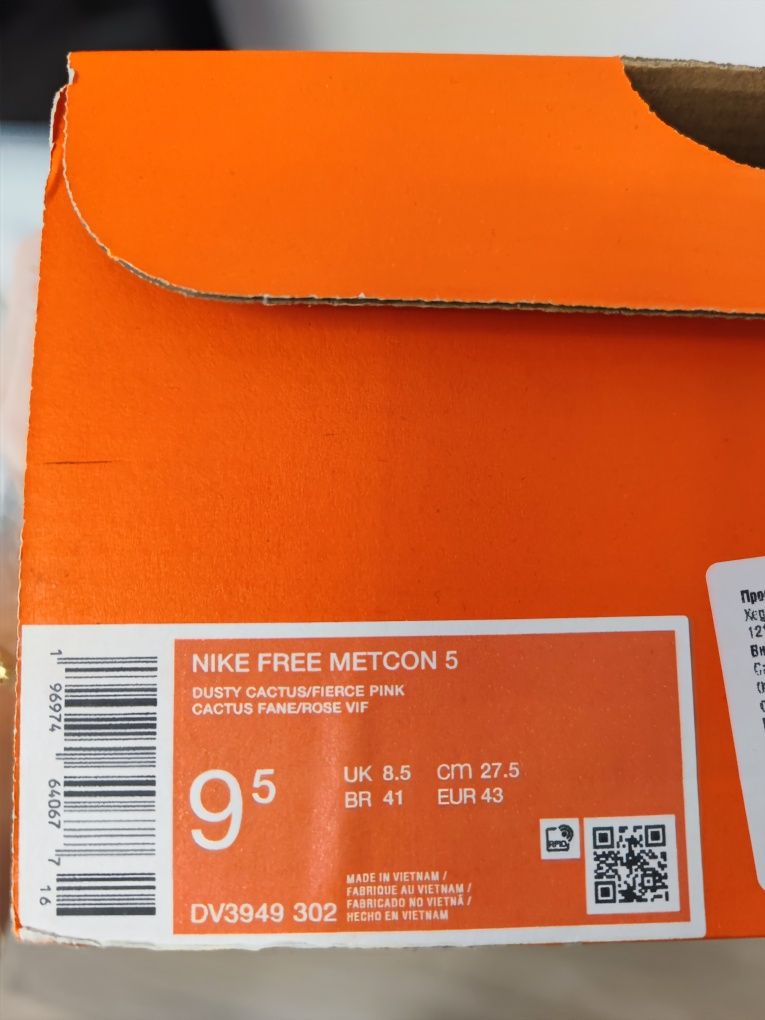 NIKE FREE METCON 5
DUSTY CACTUS/FIERCE PINK
CACTUS FANE/ROSE VIF
9⁵
UK 8.5 cm 27.5
BR 41 EUR 43
MADE IN VIETNAM /
FABRIQUE AU VIETNAM /
FABRICADO NO VIETNÃ /
HECHO EN VIETNAM
DV3949 302
RFID
1 96974 64067 7 16